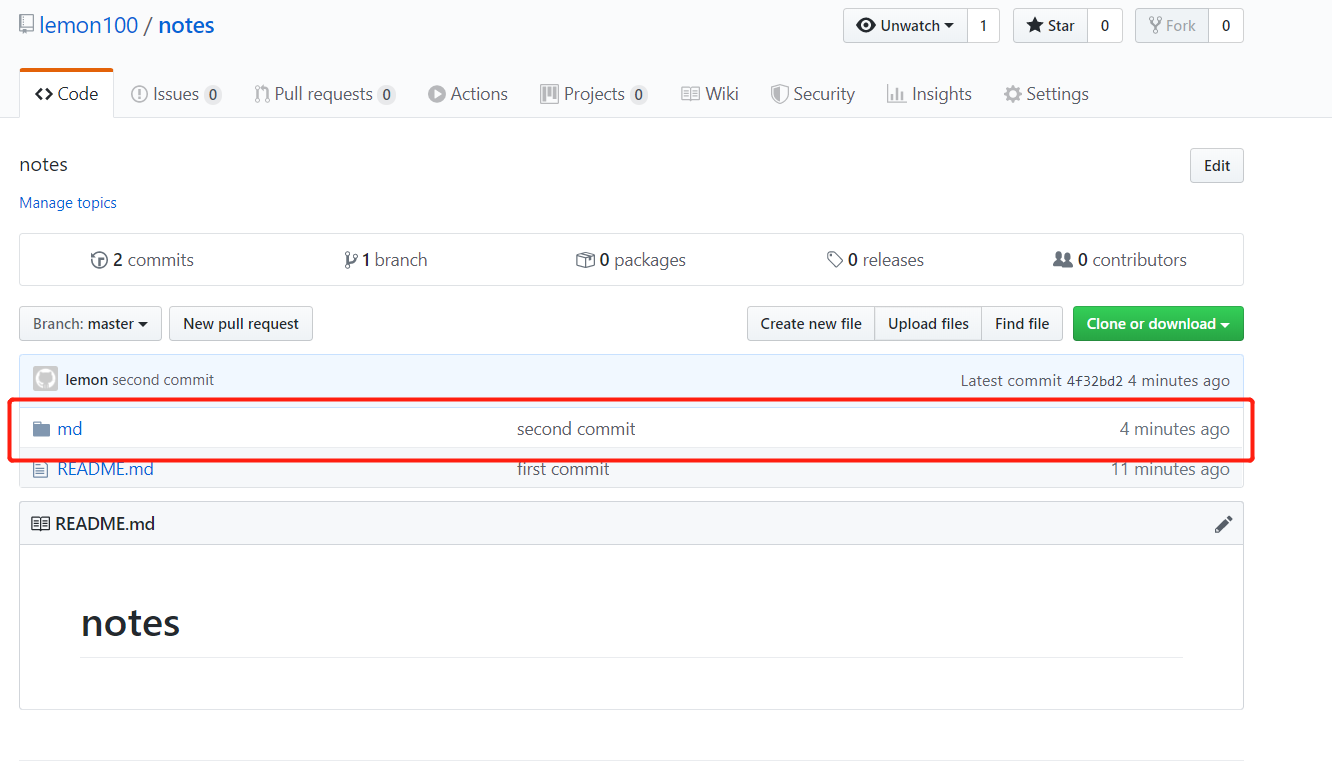 lemon100 / notes
Unwatch 1 Star 0 Fork 0
Code Issues 0 Pull requests 0 Actions Projects 0 Wiki Security Insights Settings
notes
Edit
Manage topics
2 commits 1 branch 0 packages 0 releases 0 contributors
Branch: master New pull request Create new file Upload files Find file Clone or download
lemon second commit Latest commit 4f32bd2 4 minutes ago
md second commit 4 minutes ago
README.md first commit 11 minutes ago
README.md
notes